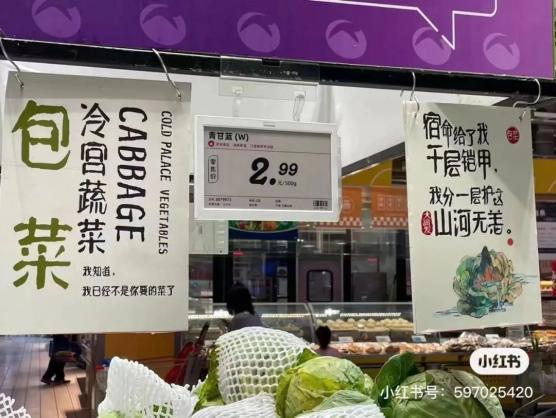 包菜
冷宫蔬菜
CABBAGE
COLD PALACE VEGETABLES
我知道,
我已经不是你要的菜了
青甘蓝(W)
零售价
2.99
元/500g
宿命给了我
千层铠甲,
我分一层护这
山河无恙。
小红书
小红书号:597025420